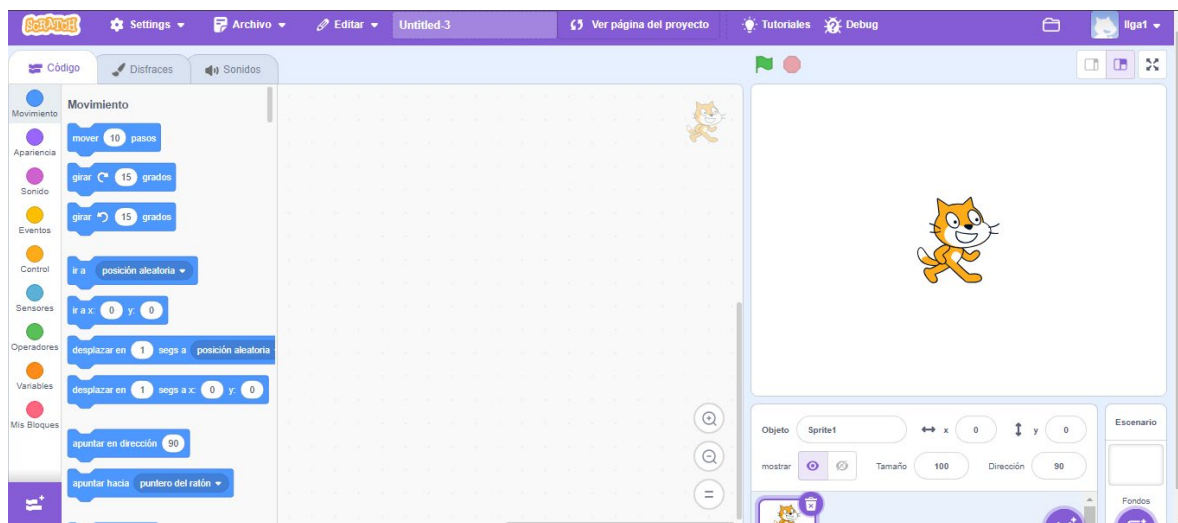 SCRATCH Settings Archivo Editar Untitled-3 Ver página del proyecto Tutoriales Debug llga1
Código Disfraces Sonidos
Movimiento
Apariencia
Sonido
Eventos
Control
Sensores
Operadores
Variables
Mis Bloques
Movimiento
mover 10 pasos
girar 15 grados
girar 15 grados
ir a posición aleatoria
ir a x: 0 y: 0
desplazar en 1 segs a posición aleatoria
desplazar en 1 segs a x: 0 y: 0
apuntar en dirección 90
apuntar hacia puntero del ratón
Objeto Sprite1 x 0 y 0
mostrar Tamaño 100 Dirección 90
Escenario
Fondos